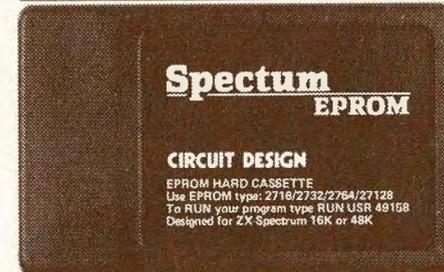 Spectum
EPROM
CIRCUIT DESIGN
EPROM HARD CASSETTE
Use EPROM type: 2716/2732/2764/27128
To RUN your program type RUN USR 49158
Designed for ZX Spectrum 16K or 48K